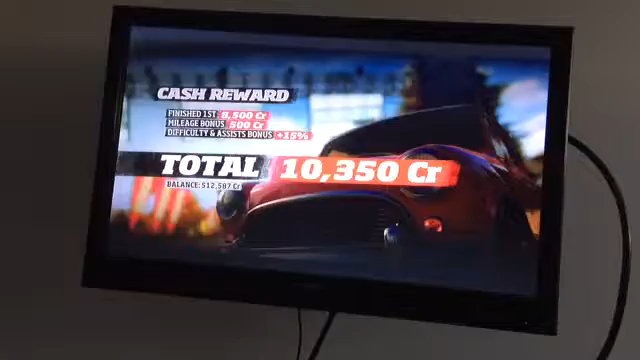 CASH REWARD
FINISHED 1ST 8,500 Cr
MILEAGE BONUS 500 Cr
DIFFICULTY & ASSISTS BONUS +15%
TOTAL 10,350 Cr
BALANCE: 512,587 Cr